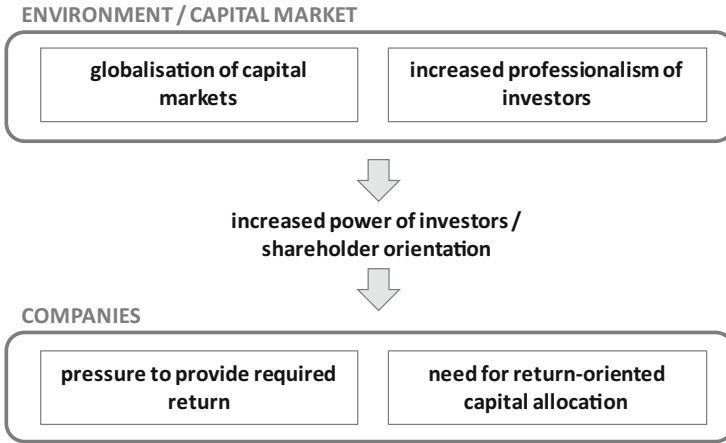 ENVIRONMENT / CAPITAL MARKET
globalisation of capital
markets
increased professionalism of
investors
increased power of investors /
shareholder orientation
COMPANIES
pressure to provide required
return
need for return-oriented
capital allocation